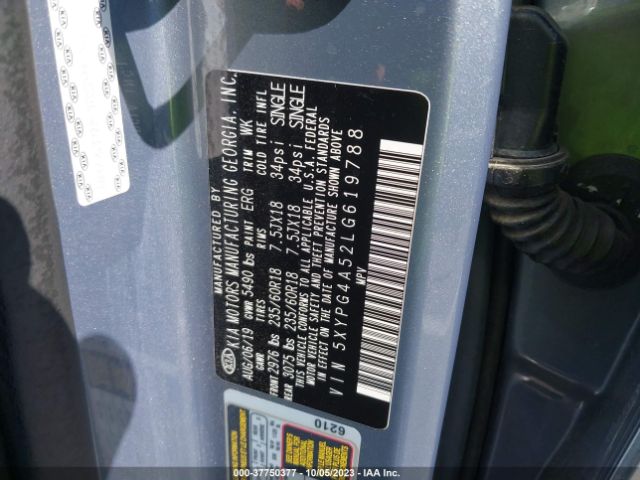 MANUFACTURED BY
KIA KIA MOTORS MANUFACTURING GEORGIA, INC.
AUG/06/19 GVWR 5490 lbs PAINT ERG TRIM WK
GAWR TIRES RIMS COLD TIRE INFL
FRONT 2976 lbs 235/60R18 7.5JX18 34psi SINGLE
REAR 3075 lbs 235/60R18 7.5JX18 34psi SINGLE
THIS VEHICLE CONFORMS TO ALL APPLICABLE U.S.A. FEDERAL
MOTOR VEHICLE SAFETY AND THEFT PREVENTION STANDARDS
IN EFFECT ON THE DATE OF MANUFACTURE SHOWN ABOVE
VIN 5XYPG4A52LG619788
MPV
6210
STOCK: 37750377 10/05/2023 IAA, Inc.